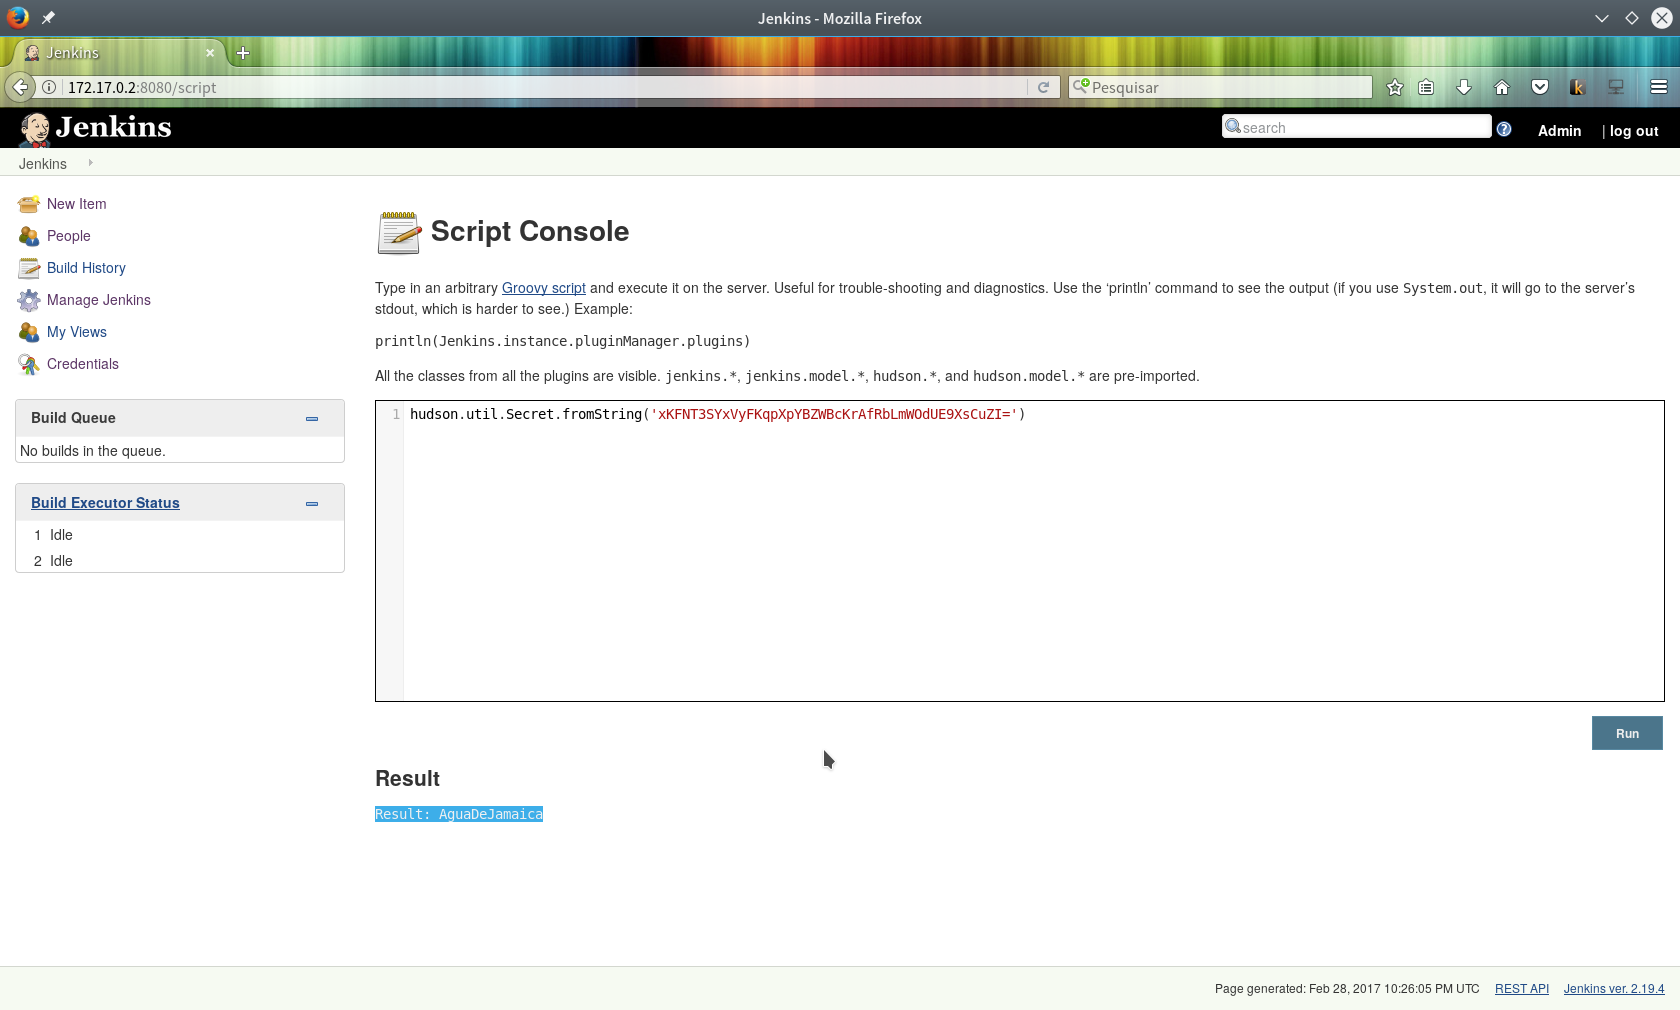 Jenkins - Mozilla Firefox
Jenkins
172.17.0.2:8080/script
Pesquisar
Jenkins
search
Admin
| log out
Jenkins
New Item
People
Build History
Manage Jenkins
My Views
Credentials
Build Queue
No builds in the queue.
Build Executor Status
1 Idle
2 Idle
Script Console
Type in an arbitrary Groovy script and execute it on the server. Useful for trouble-shooting and diagnostics. Use the ‘println’ command to see the output (if you use System.out, it will go to the server’s
stdout, which is harder to see.) Example:
println(Jenkins.instance.pluginManager.plugins)
All the classes from all the plugins are visible. jenkins.*, jenkins.model.*, hudson.*, and hudson.model.* are pre-imported.
1 hudson.util.Secret.fromString('xKFNT3SYxVyFKqpXpYBZWBcKrAfRbLmWOdUE9XsCuZI=')
Run
Result
Result: AguaDeJamaica
Page generated: Feb 28, 2017 10:26:05 PM UTC REST API Jenkins ver. 2.19.4